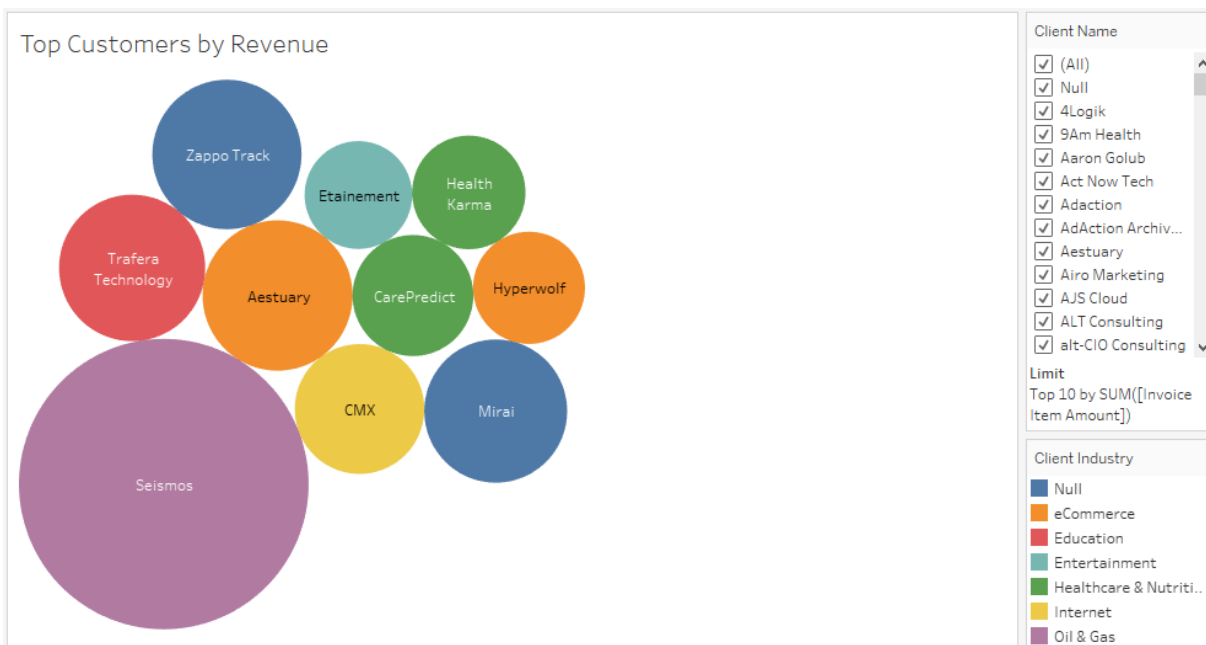 Top Customers by Revenue
Zappo Track
Etainement
Health
Karma
Trafera
Technology
Aestuary
CarePredict
Hyperwolf
CMX
Mirai
Seismos
Client Name
(All)
Null
4Logik
9Am Health
Aaron Golub
Act Now Tech
Adaction
AdAction Archiv...
Aestuary
Airo Marketing
AJS Cloud
ALT Consulting
alt-CIO Consulting
Limit
Top 10 by SUM([Invoice
Item Amount])
Client Industry
Null
eCommerce
Education
Entertainment
Healthcare & Nutriti..
Internet
Oil & Gas